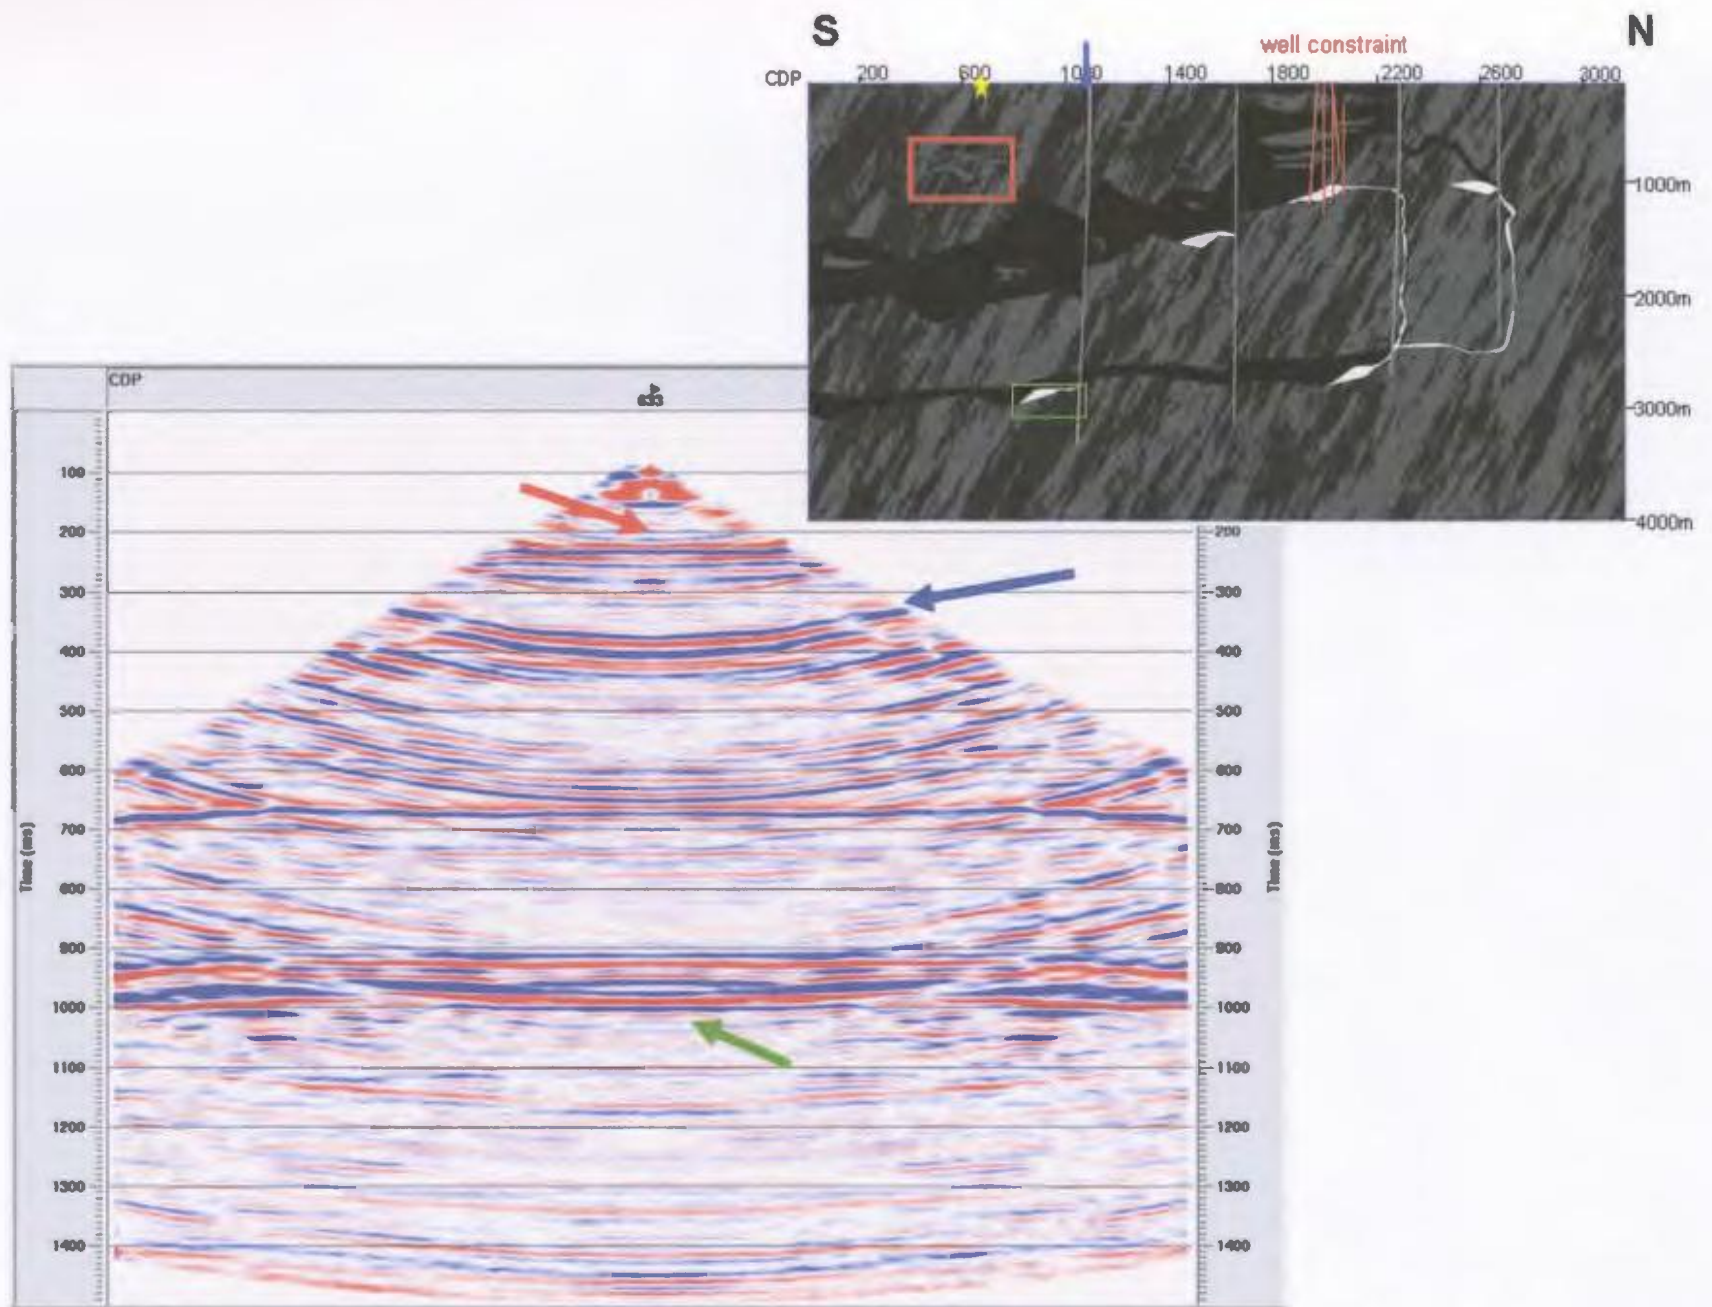 S N
well constraint
CDP 200 600 1000 1400 1800 2200 2600 3000
1000m
2000m
3000m
4000m
CDP
633
100
200 200
300 300
400 400
500 500
600 600
700 700
800 800
900 900
1000 1000
1100 1100
1200 1200
1300 1300
1400 1400
Time (ms) Time (ms)